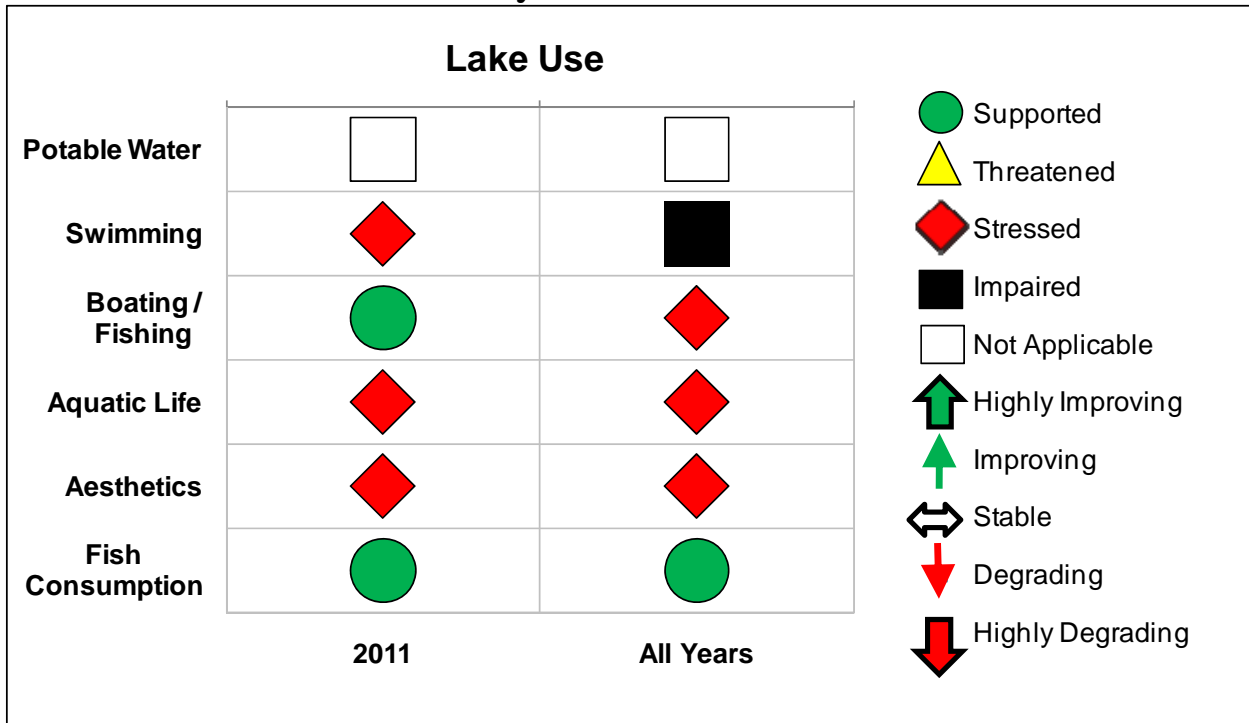 Lake Use
Potable Water
Swimming
Boating /
Fishing
Aquatic Life
Aesthetics
Fish
Consumption
2011
All Years
Supported
Threatened
Stressed
Impaired
Not Applicable
Highly Improving
Improving
Stable
Degrading
Highly Degrading